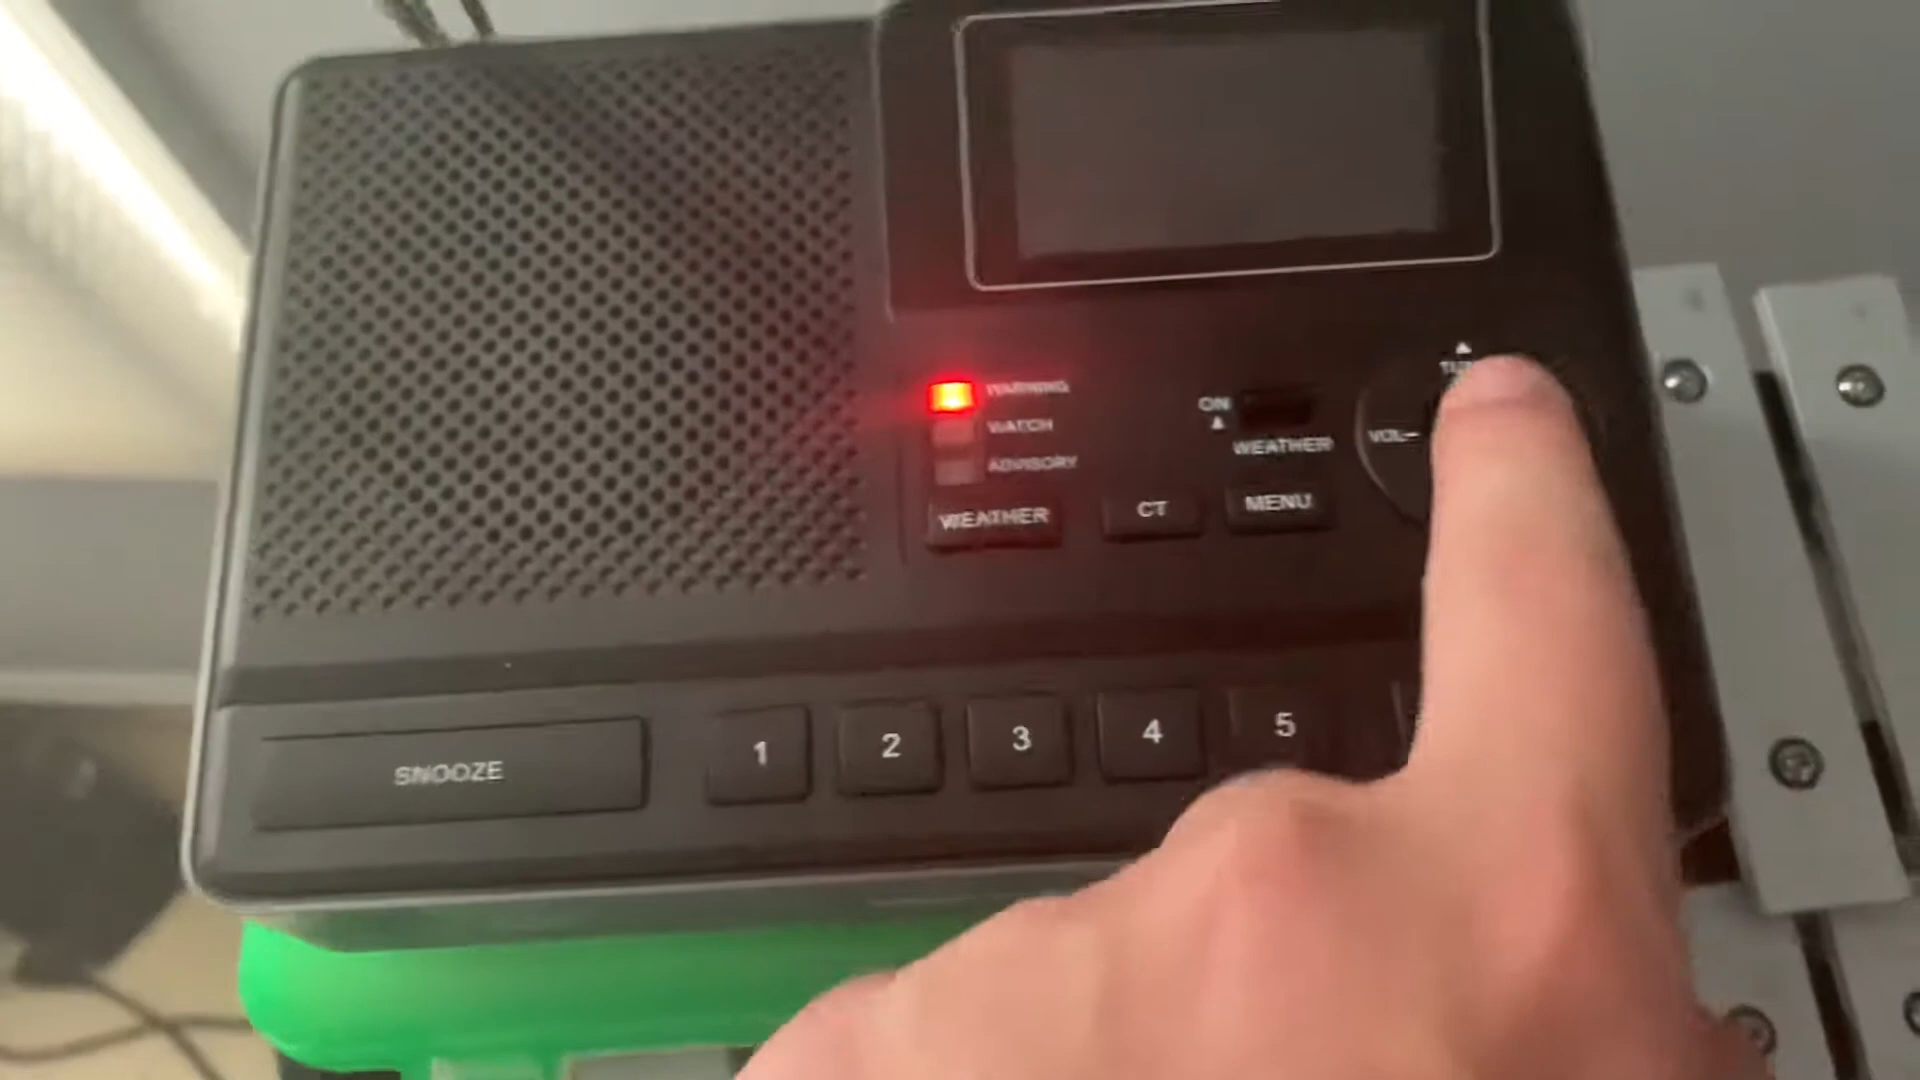 WARNING
WATCH
ADVISORY
ON
WEATHER
VOL-
WEATHER
CT
MENU
SNOOZE
1
2
3
4
5